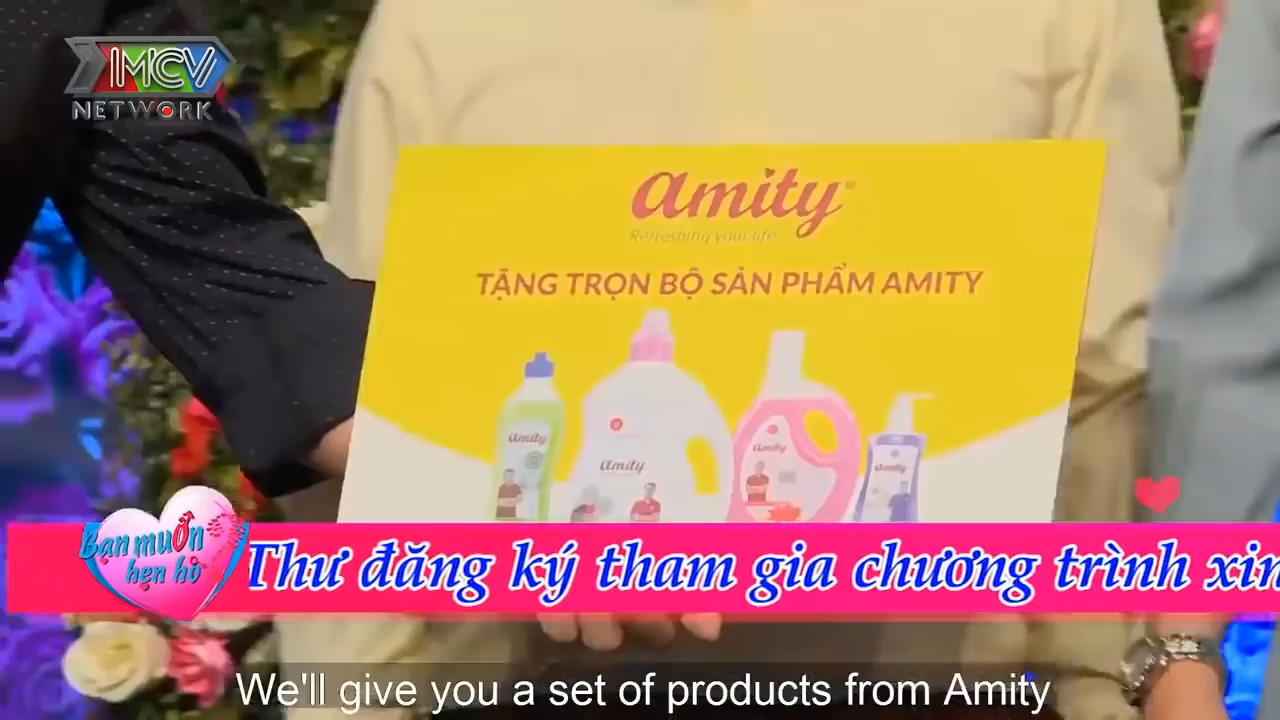 MCV
NETWORK
amity
Refreshing your life
TẶNG TRỌN BỘ SẢN PHẨM AMITY
amity
amity
amity
amity
Bạn muốn
hẹn hò
Thư đăng ký tham gia chương trình xin
We'll give you a set of products from Amity